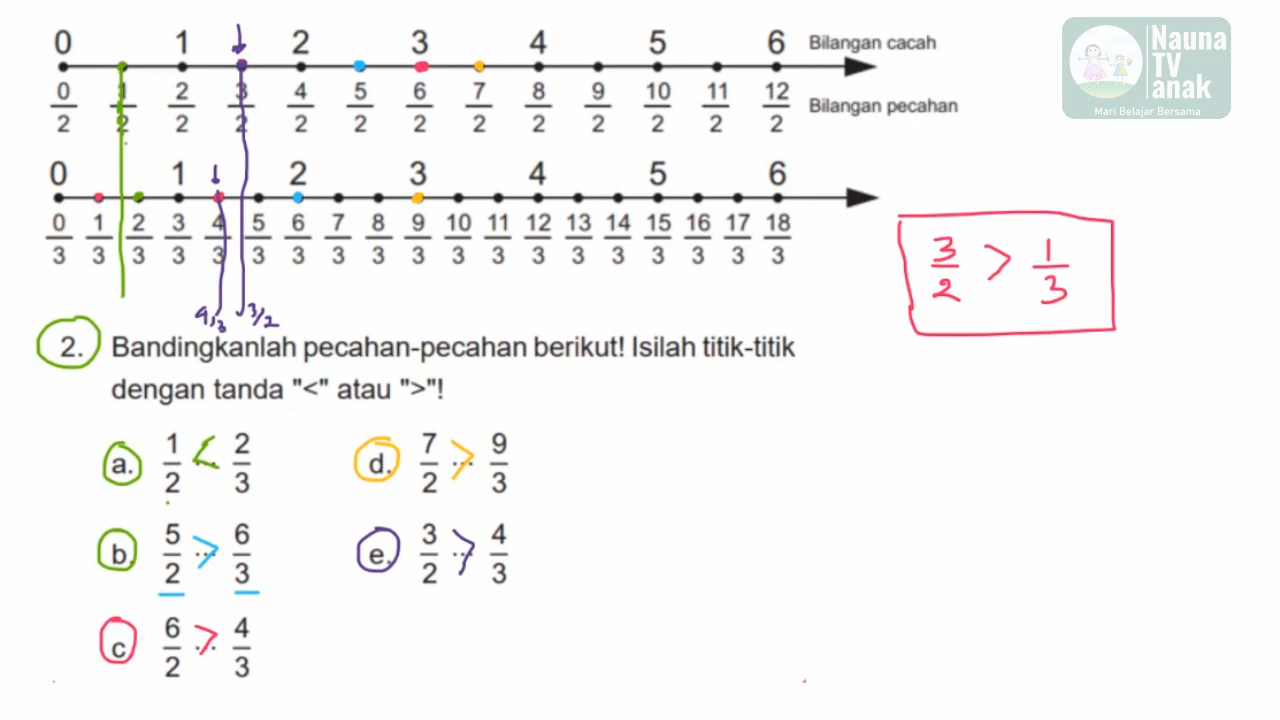 0 1 2 3 4 5 6 Bilangan cacah
0/2 1/2 2/2 3/2 4/2 5/2 6/2 7/2 8/2 9/2 10/2 11/2 12/2 Bilangan pecahan
0 1 2 3 4 5 6
0/3 1/3 2/3 3/3 4/3 5/3 6/3 7/3 8/3 9/3 10/3 11/3 12/3 13/3 14/3 15/3 16/3 17/3 18/3
3/2 > 1/3
4/3 3/2
2. Bandingkanlah pecahan-pecahan berikut! Isilah titik-titik
dengan tanda "<" atau ">"!
a. 1/2 < 2/3
b. 5/2 > 6/3
c 6/2 > 4/3
d. 7/2 > 9/3
e. 3/2 > 4/3
Nauna
TV
anak
Mari Belajar Bersama